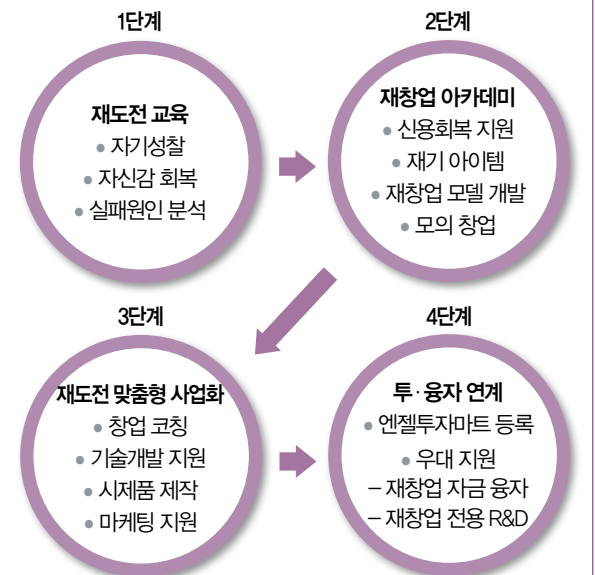 1단계
재도전 교육
● 자기성찰
● 자신감 회복
● 실패원인 분석
2단계
재창업 아카데미
● 신용회복 지원
● 재기 아이템
● 재창업 모델 개발
● 모의 창업
3단계
재도전 맞춤형 사업화
● 창업 코칭
● 기술개발 지원
● 시제품 제작
● 마케팅 지원
4단계
투·융자 연계
● 엔젤투자마트 등록
● 우대 지원
– 재창업 자금 융자
– 재창업 전용 R&D